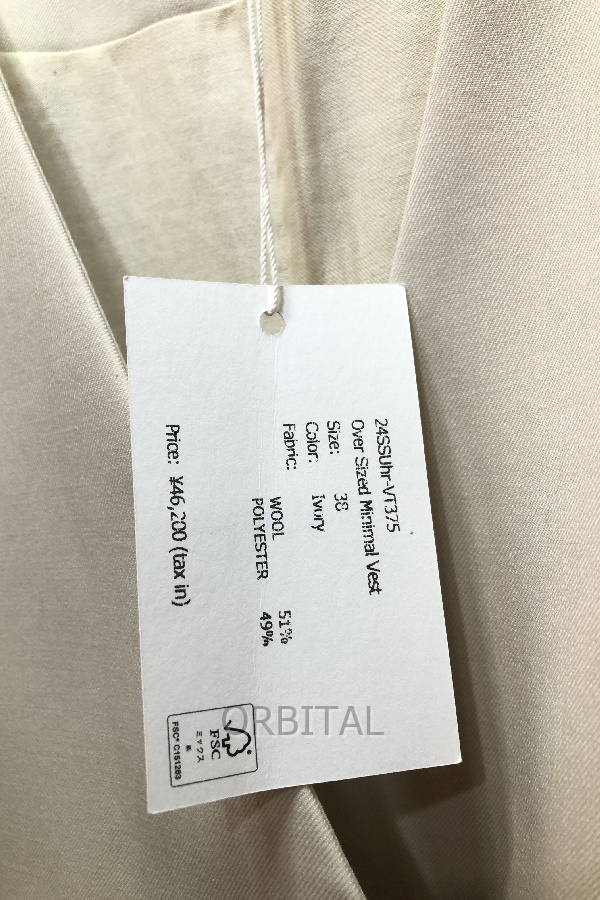 24SSUhr-VT375
Over Sized Minimal Vest
Size: 38
Color: Ivory
Fabric:
WOOL 51%
POLYESTER 49%
Price: ¥46,200 (tax in)
FSC
ミックス
紙
FSC® C151283
ORBITAL